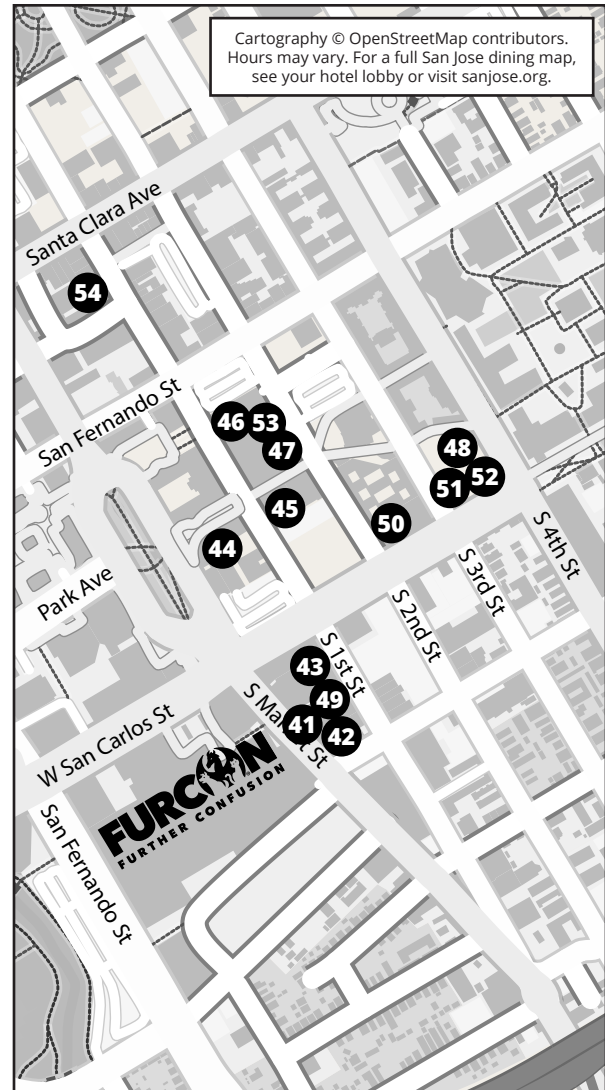 Cartography © OpenStreetMap contributors.
Hours may vary. For a full San Jose dining map,
see your hotel lobby or visit sanjose.org.
Santa Clara Ave
54
San Fernando St
46
53
47
48
52
51
45
50
44
S 4th St
Park Ave
S 3rd St
S 2nd St
S 1st St
43
49
41
42
S Market St
W San Carlos St
FURCON
FURTHER CONFUSION
San Fernando St